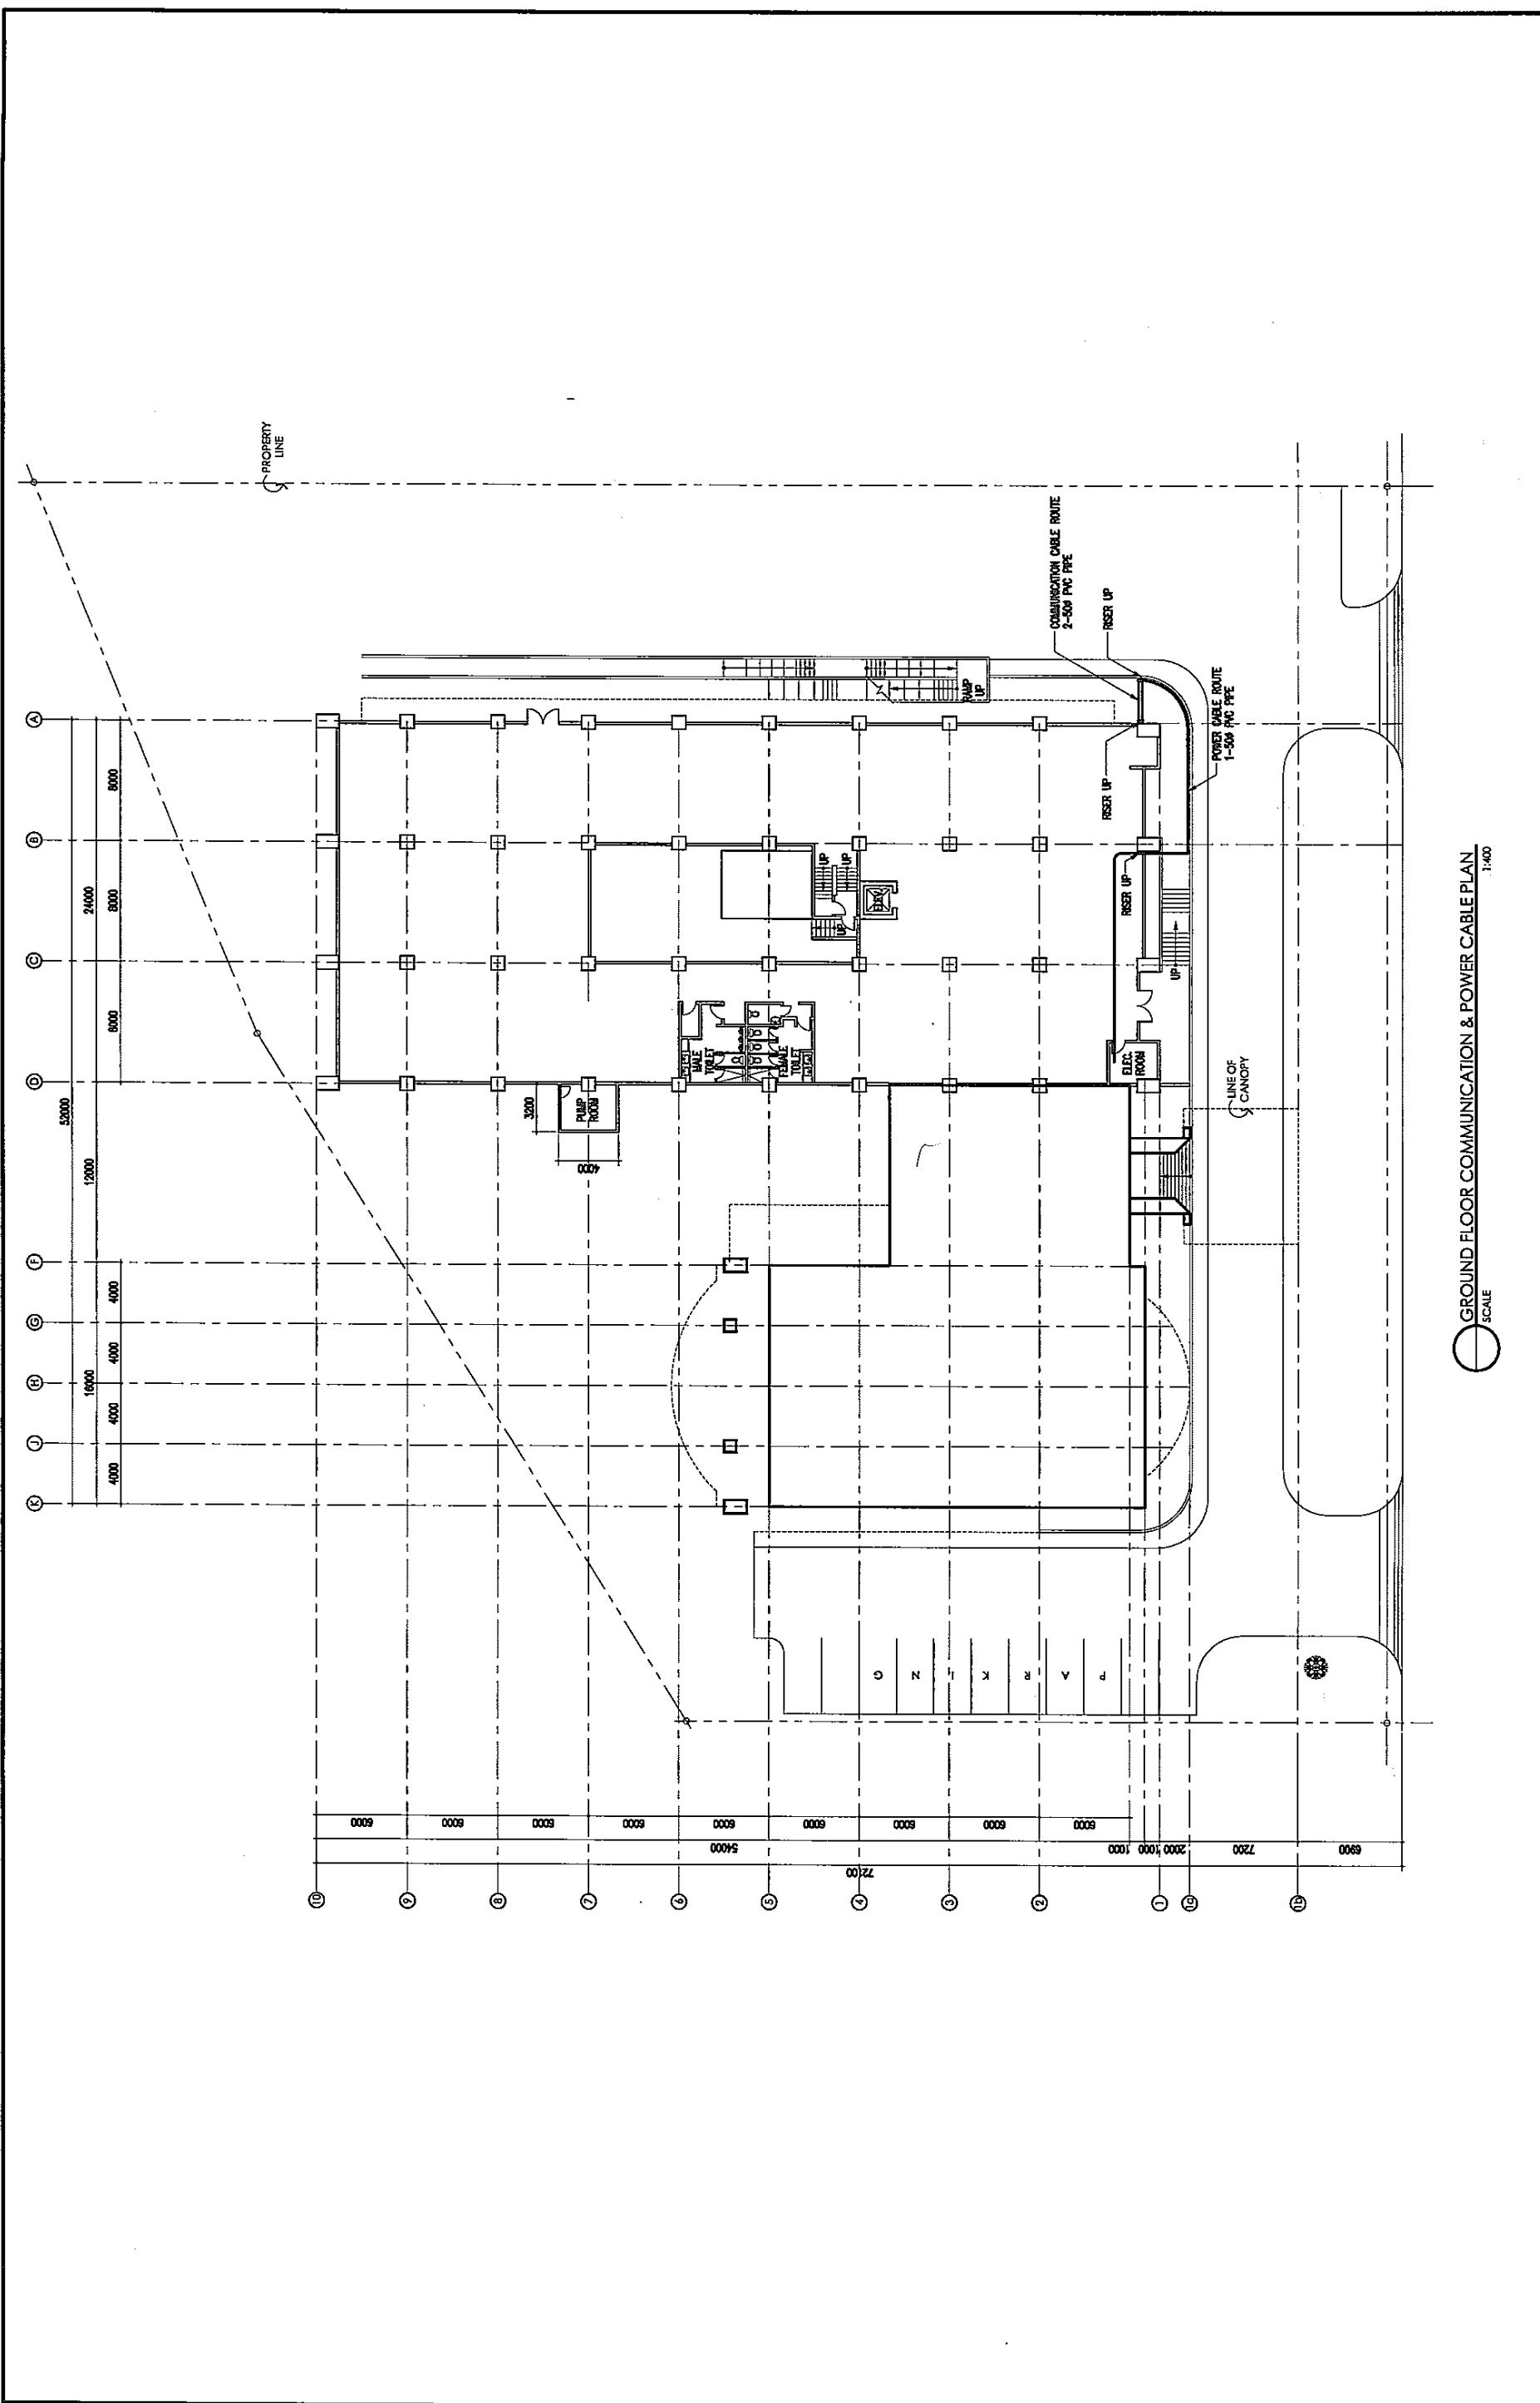 GROUND FLOOR COMMUNICATION & POWER CABLE PLAN
SCALE
1:400
PROPERTY
LINE
COMMUNICATION CABLE ROUTE
2-50ø PVC PIPE
RISER UP
POWER CABLE ROUTE
1-50ø PVC PIPE
RISER UP
RISER UP
RAMP
UP
UP
UP
UP
ELEV
UP
MALE
TOILET
FEMALE
TOILET
PUMP
ROOM
3200
4000
ELEC.
ROOM
LINE OF
CANOPY
P A R K I N G
K
J
H
G
F
D
C
B
A
52000
16000
12000
24000
4000
4000
4000
4000
8000
8000
8000
10
9
8
7
6
5
4
3
2
1
1a
1b
6000
6000
6000
6000
6000
6000
6000
6000
6000
1000
1000
2000
7200
6900
54000
72100